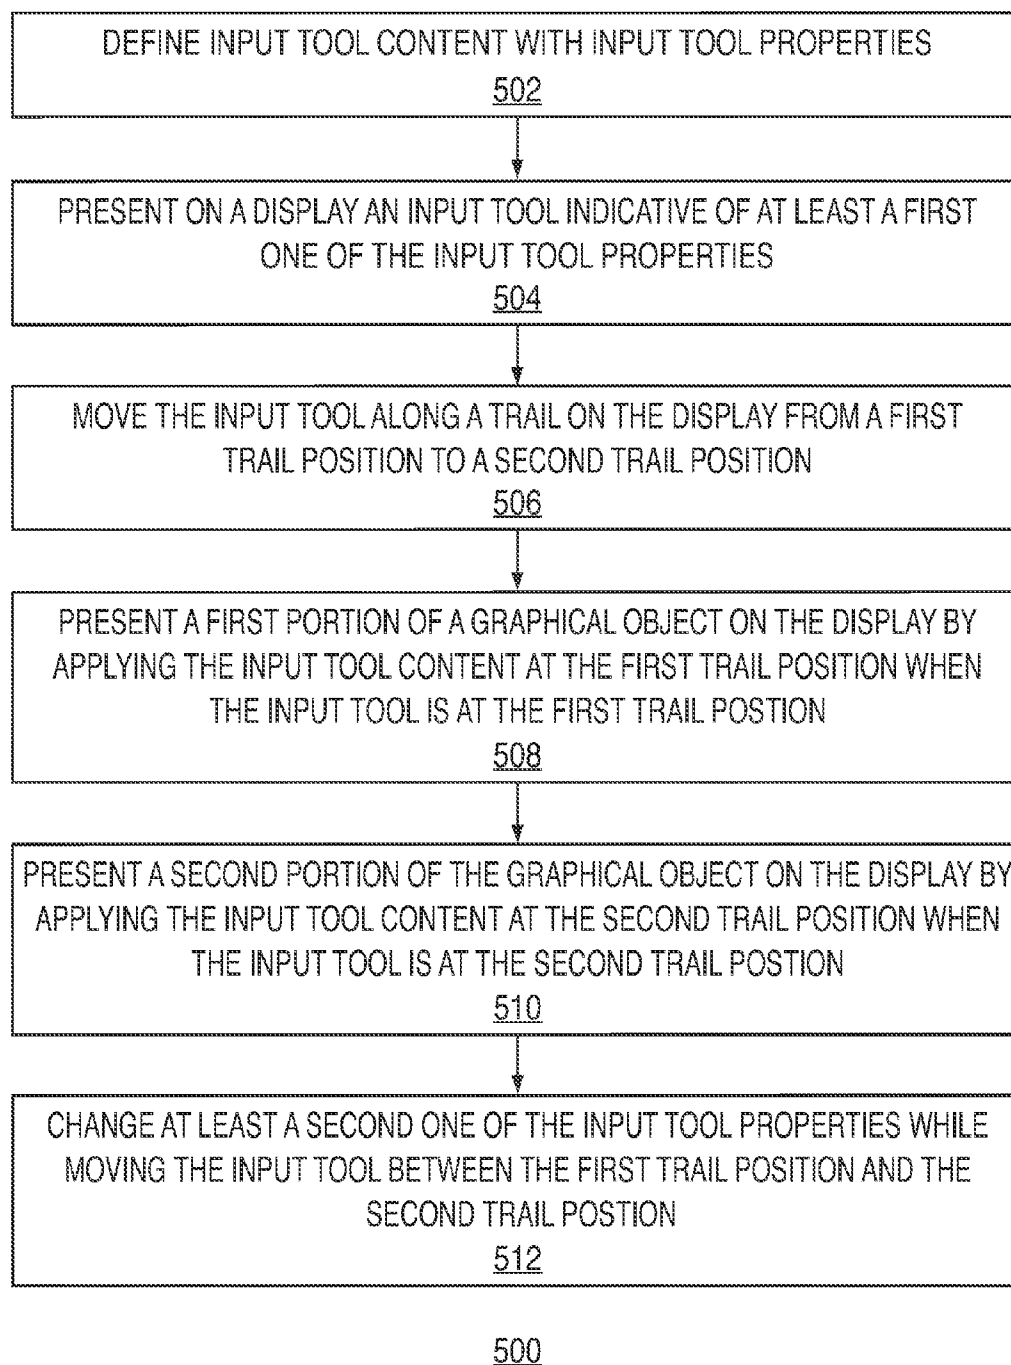 DEFINE INPUT TOOL CONTENT WITH INPUT TOOL PROPERTIES
502
PRESENT ON A DISPLAY AN INPUT TOOL INDICATIVE OF AT LEAST A FIRST
ONE OF THE INPUT TOOL PROPERTIES
504
MOVE THE INPUT TOOL ALONG A TRAIL ON THE DISPLAY FROM A FIRST
TRAIL POSITION TO A SECOND TRAIL POSITION
506
PRESENT A FIRST PORTION OF A GRAPHICAL OBJECT ON THE DISPLAY BY
APPLYING THE INPUT TOOL CONTENT AT THE FIRST TRAIL POSITION WHEN
THE INPUT TOOL IS AT THE FIRST TRAIL POSTION
508
PRESENT A SECOND PORTION OF THE GRAPHICAL OBJECT ON THE DISPLAY BY
APPLYING THE INPUT TOOL CONTENT AT THE SECOND TRAIL POSITION WHEN
THE INPUT TOOL IS AT THE SECOND TRAIL POSTION
510
CHANGE AT LEAST A SECOND ONE OF THE INPUT TOOL PROPERTIES WHILE
MOVING THE INPUT TOOL BETWEEN THE FIRST TRAIL POSITION AND THE
SECOND TRAIL POSTION
512
500